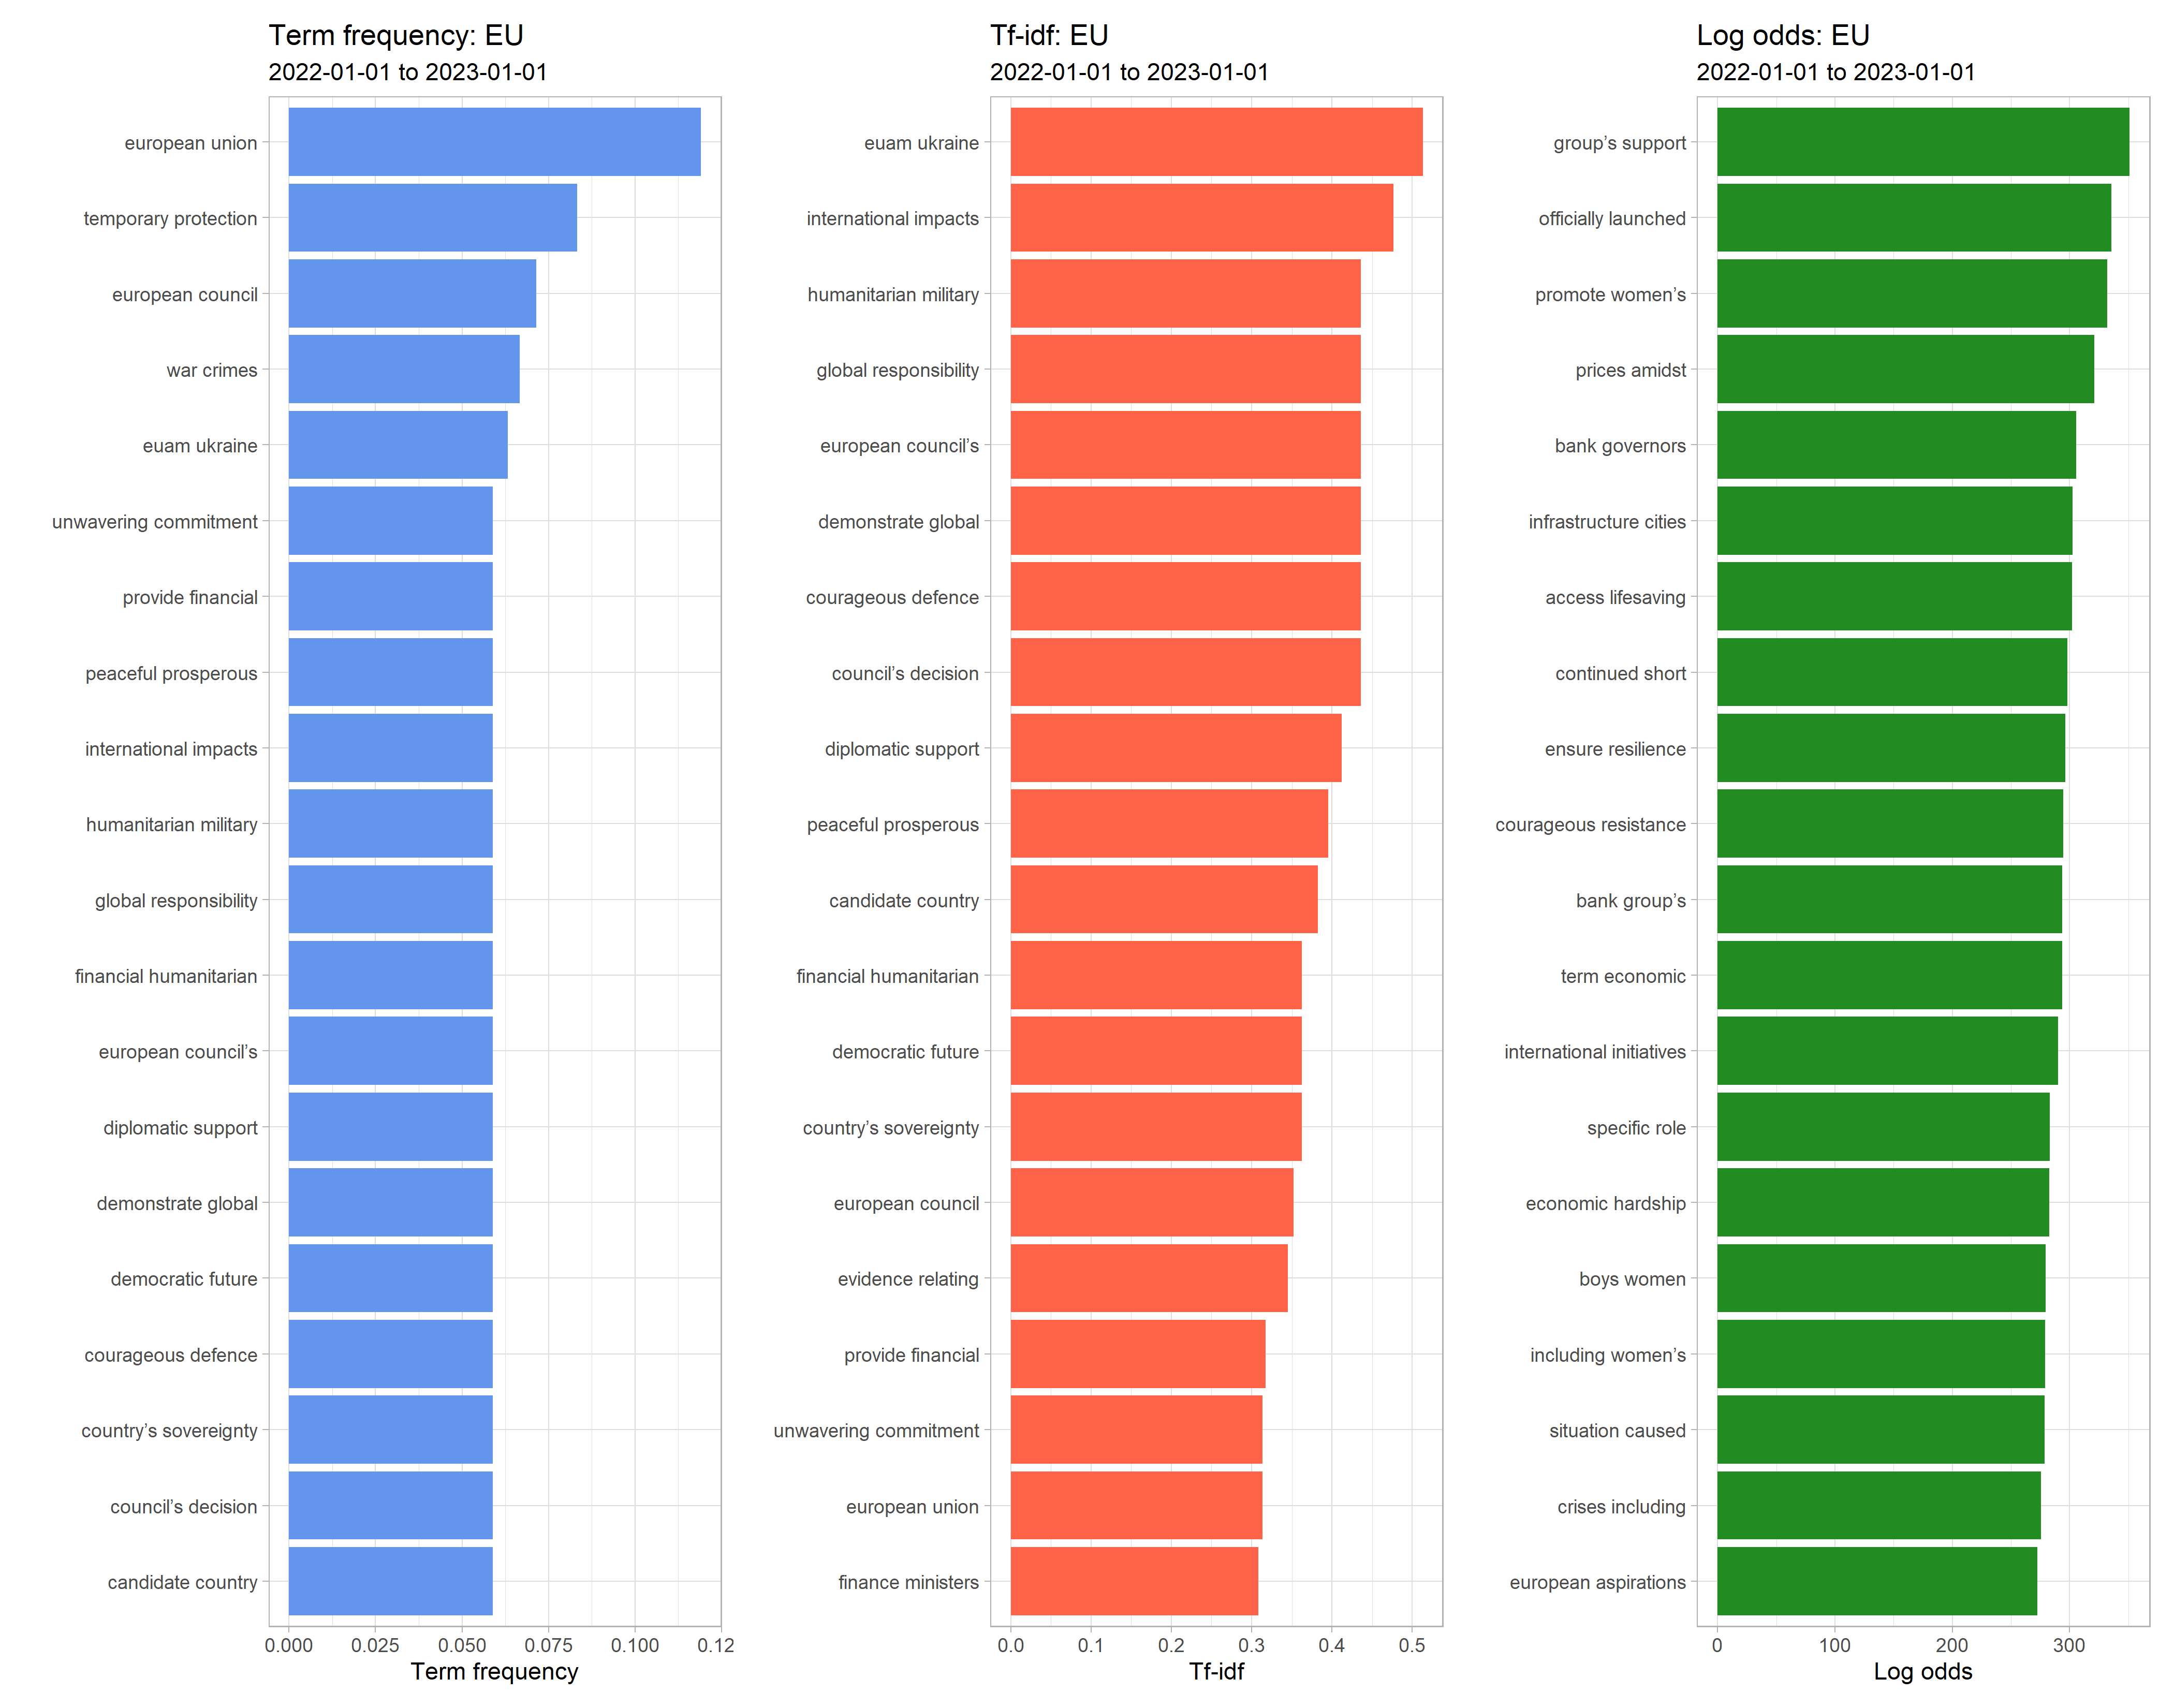 Term frequency: EU
2022-01-01 to 2023-01-01
european union
temporary protection
european council
war crimes
euam ukraine
unwavering commitment
provide financial
peaceful prosperous
international impacts
humanitarian military
global responsibility
financial humanitarian
european council’s
diplomatic support
demonstrate global
democratic future
courageous defence
country’s sovereignty
council’s decision
candidate country
0.000 0.025 0.050 0.075 0.100 0.12
Term frequency
Tf-idf: EU
2022-01-01 to 2023-01-01
euam ukraine
international impacts
humanitarian military
global responsibility
european council’s
demonstrate global
courageous defence
council’s decision
diplomatic support
peaceful prosperous
candidate country
financial humanitarian
democratic future
country’s sovereignty
european council
evidence relating
provide financial
unwavering commitment
european union
finance ministers
0.0 0.1 0.2 0.3 0.4 0.5
Tf-idf
Log odds: EU
2022-01-01 to 2023-01-01
group’s support
officially launched
promote women’s
prices amidst
bank governors
infrastructure cities
access lifesaving
continued short
ensure resilience
courageous resistance
bank group’s
term economic
international initiatives
specific role
economic hardship
boys women
including women’s
situation caused
crises including
european aspirations
0 100 200 300
Log odds